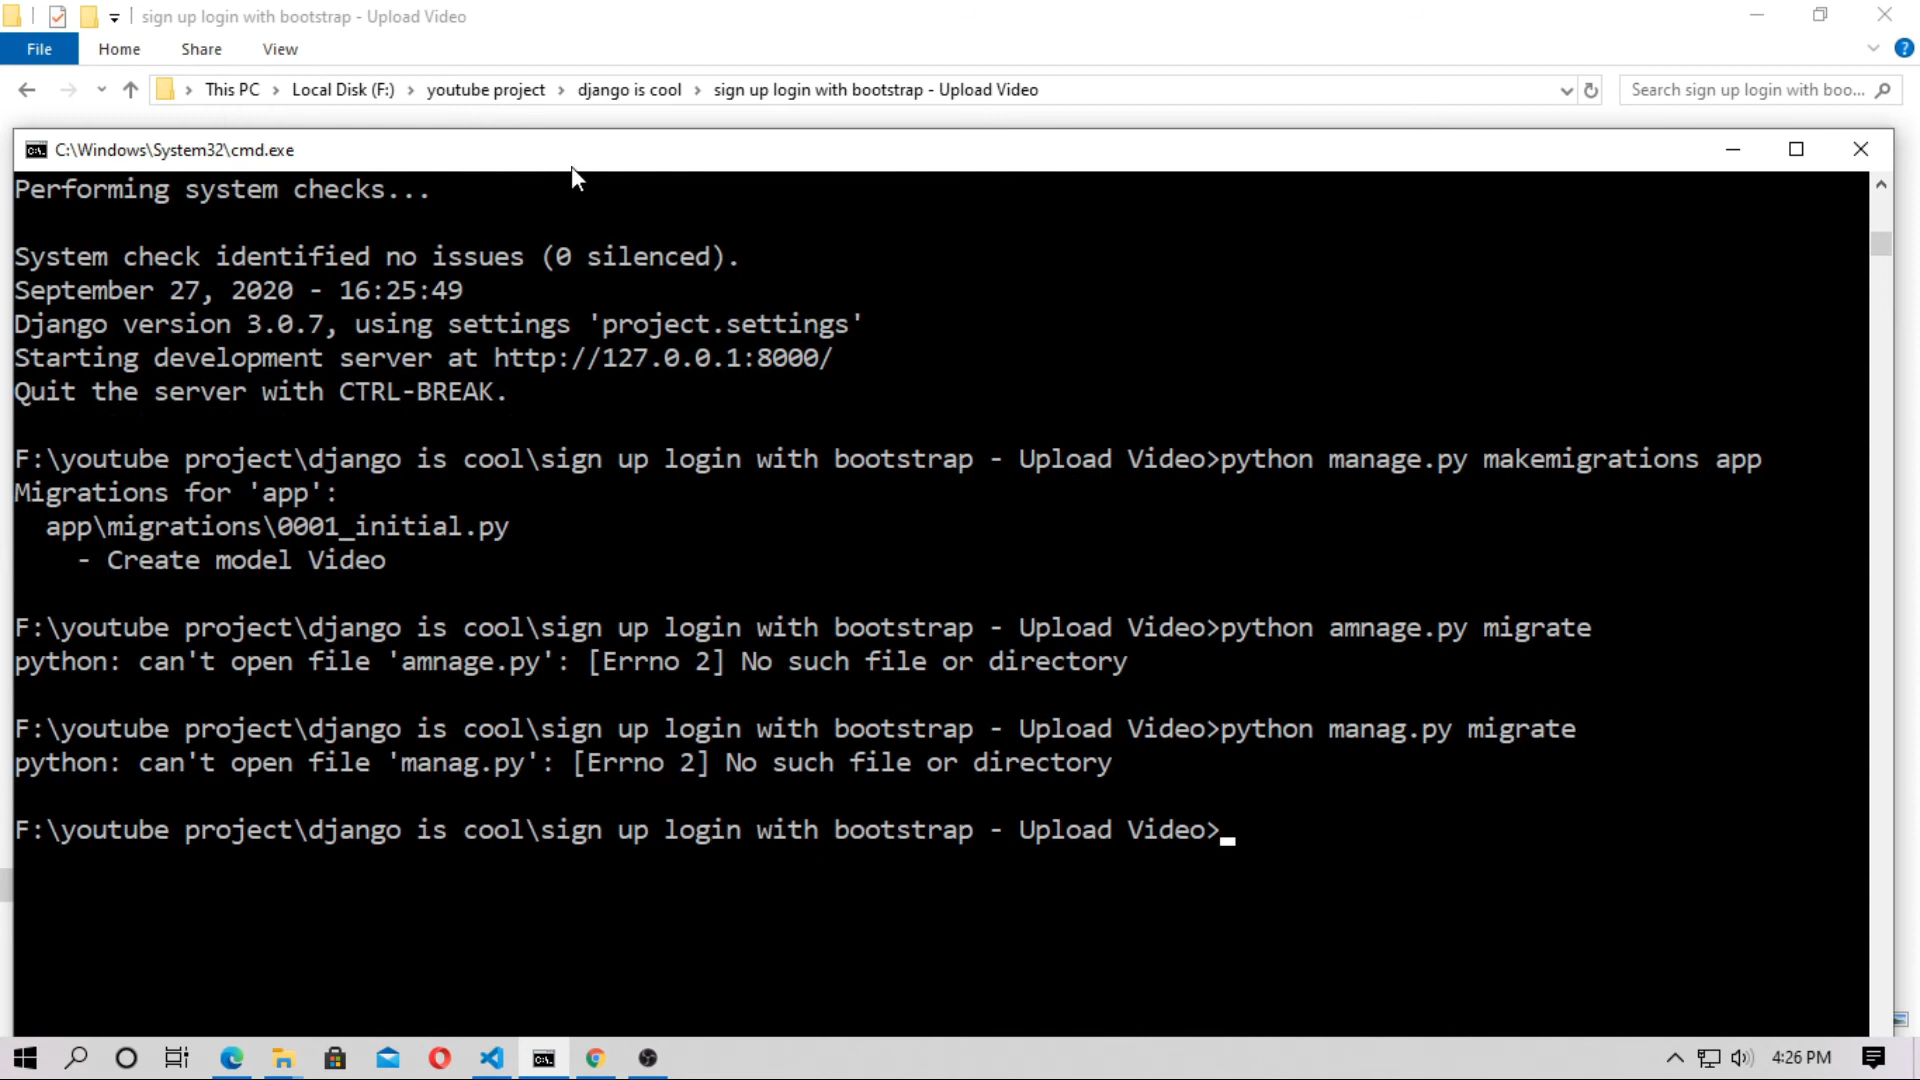 sign up login with bootstrap - Upload Video
File Home Share View
This PC Local Disk (F:) youtube project django is cool sign up login with bootstrap - Upload Video
Search sign up login with boo...
C:\Windows\System32\cmd.exe
Performing system checks...
System check identified no issues (0 silenced).
September 27, 2020 - 16:25:49
Django version 3.0.7, using settings 'project.settings'
Starting development server at http://127.0.0.1:8000/
Quit the server with CTRL-BREAK.
F:\youtube project\django is cool\sign up login with bootstrap - Upload Video>python manage.py makemigrations app
Migrations for 'app':
app\migrations\0001_initial.py
- Create model Video
F:\youtube project\django is cool\sign up login with bootstrap - Upload Video>python amnage.py migrate
python: can't open file 'amnage.py': [Errno 2] No such file or directory
F:\youtube project\django is cool\sign up login with bootstrap - Upload Video>python manag.py migrate
python: can't open file 'manag.py': [Errno 2] No such file or directory
F:\youtube project\django is cool\sign up login with bootstrap - Upload Video>
4:26 PM